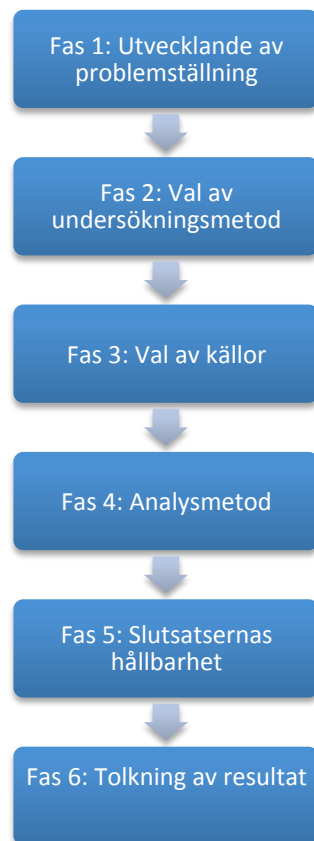 Fas 1: Utvecklande av
problemställning
Fas 2: Val av
undersökningsmetod
Fas 3: Val av källor
Fas 4: Analysmetod
Fas 5: Slutsatsernas
hållbarhet
Fas 6: Tolkning av resultat